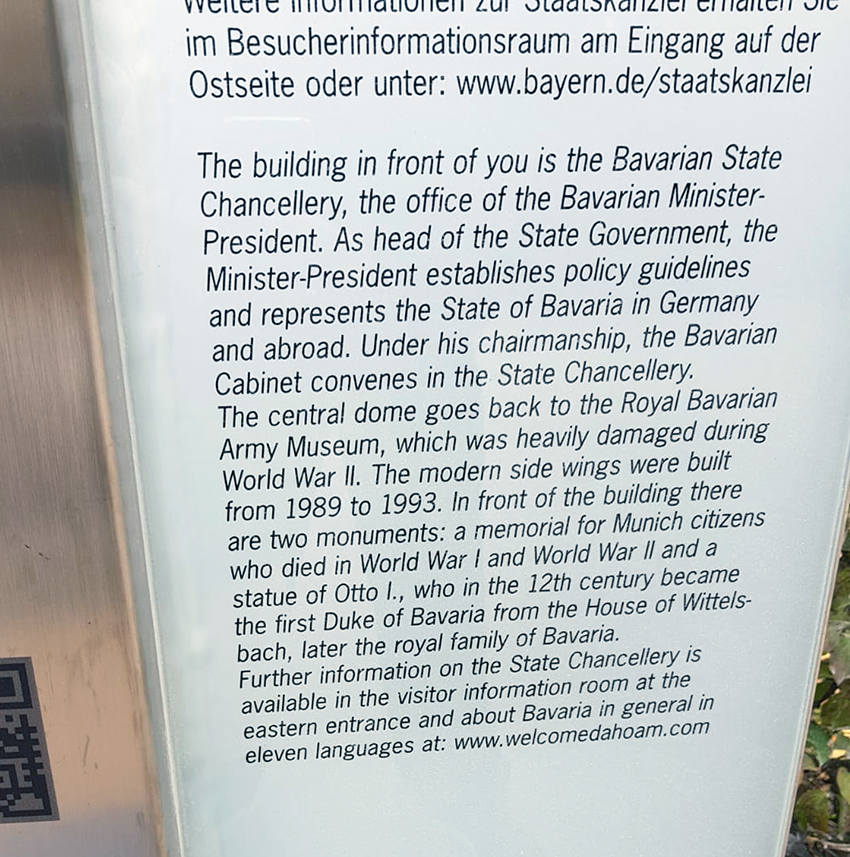 Weitere Informationen zur Staatskanzlei erhalten Sie
im Besucherinformationsraum am Eingang auf der
Ostseite oder unter: www.bayern.de/staatskanzlei
The building in front of you is the Bavarian State
Chancellery, the office of the Bavarian Minister-
President. As head of the State Government, the
Minister-President establishes policy guidelines
and represents the State of Bavaria in Germany
and abroad. Under his chairmanship, the Bavarian
Cabinet convenes in the State Chancellery.
The central dome goes back to the Royal Bavarian
Army Museum, which was heavily damaged during
World War II. The modern side wings were built
from 1989 to 1993. In front of the building there
are two monuments: a memorial for Munich citizens
who died in World War I and World War II and a
statue of Otto I., who in the 12th century became
the first Duke of Bavaria from the House of Wittels-
bach, later the royal family of Bavaria.
Further information on the State Chancellery is
available in the visitor information room at the
eastern entrance and about Bavaria in general in
eleven languages at: www.welcomedahoam.com